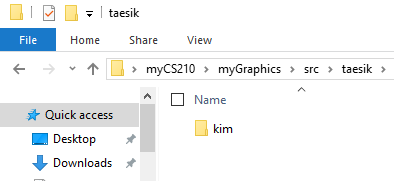 taesik
File Home Share View
myCS210 myGraphics src taesik
Quick access
Name
Desktop
kim
Downloads